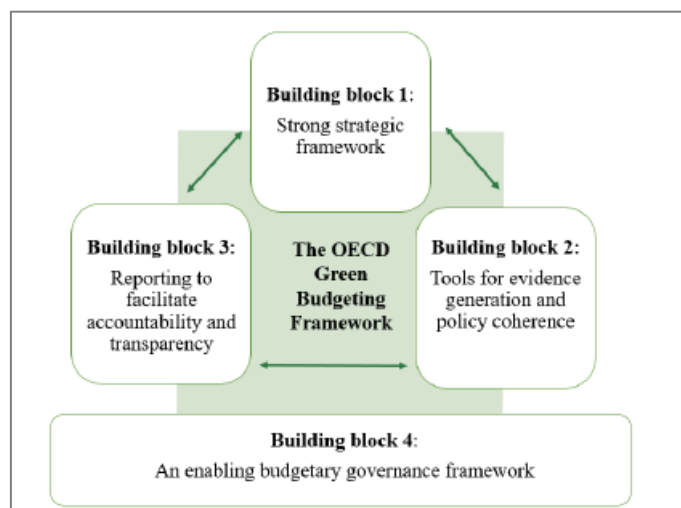 Building block 1:
Strong strategic
framework
Building block 3:
Reporting to
facilitate
accountability and
transparency
The OECD
Green
Budgeting
Framework
Building block 2:
Tools for evidence
generation and
policy coherence
Building block 4:
An enabling budgetary governance framework